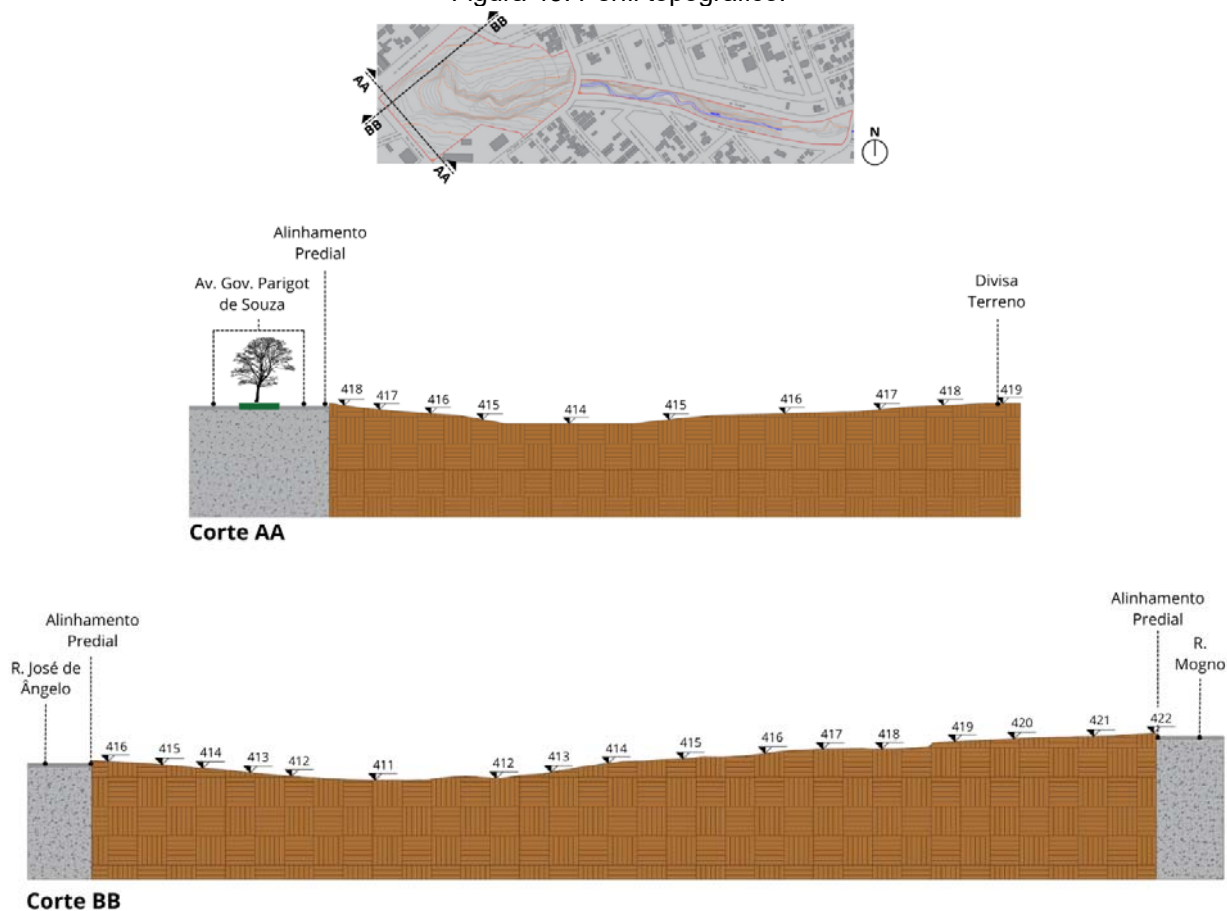 BB
AA
BB
AA
N
Alinhamento
Predial
Av. Gov. Parigot
de Souza
Divisa
Terreno
418
417
416
415
414
415
416
417
418
419
Corte AA
Alinhamento
Predial
R. José de
Ângelo
Alinhamento
Predial
R.
Mogno
416
415
414
413
412
411
412
413
414
415
416
417
418
419
420
421
422
Corte BB